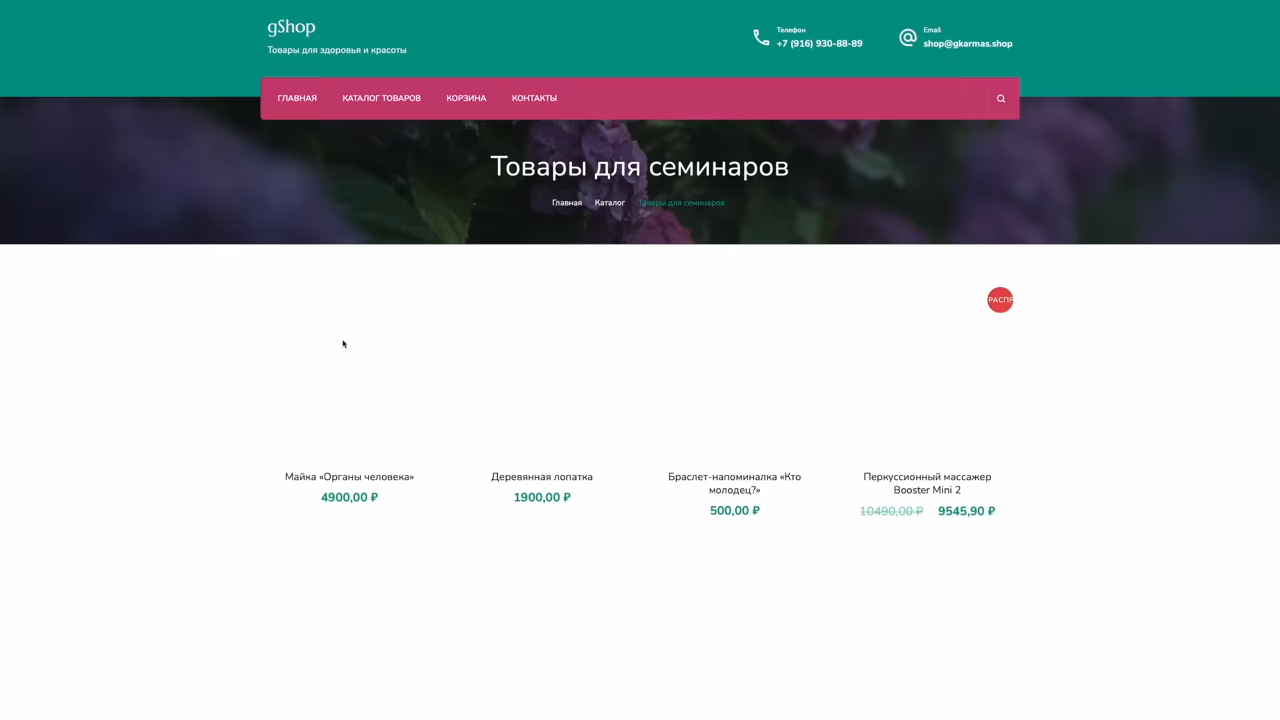 gShop
Товары для здоровья и красоты
Телефон
+7 (916) 930-88-89
Email
shop@gkarmas.shop
ГЛАВНАЯ КАТАЛОГ ТОВАРОВ КОРЗИНА КОНТАКТЫ
Товары для семинаров
Главная Каталог Товары для семинаров
РАСПР
Майка «Органы человека»
4900,00 ₽
Деревянная лопатка
1900,00 ₽
Браслет-напоминалка «Кто
молодец?»
500,00 ₽
Перкуссионный массажер
Booster Mini 2
10490,00 ₽ 9545,90 ₽